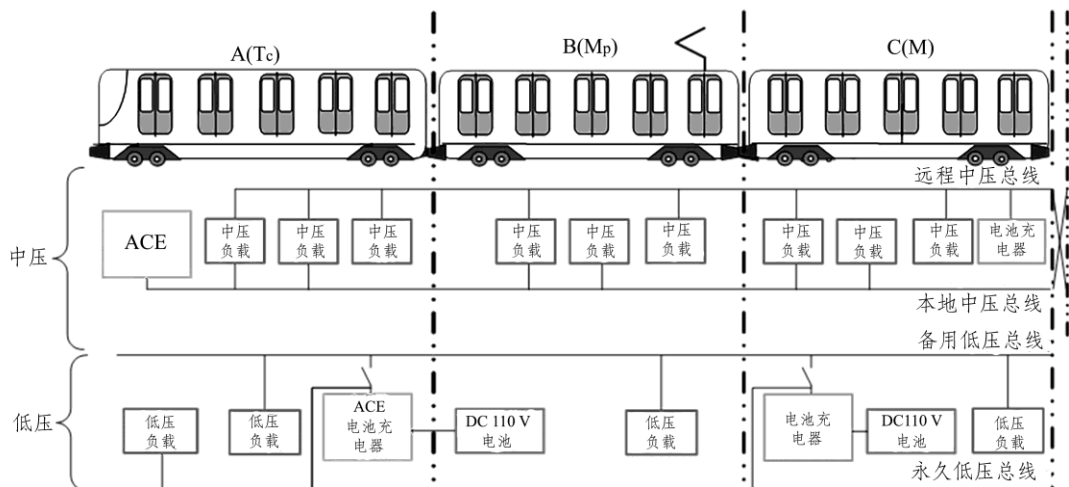 A(Tc)
B(Mp)
C(M)
远程中压总线
中压
ACE
中压
负载
中压
负载
中压
负载
中压
负载
中压
负载
中压
负载
中压
负载
中压
负载
中压
负载
电池充
电器
本地中压总线
备用低压总线
低压
低压
负载
低压
负载
ACE
电池充
电器
DC 110 V
电池
低压
负载
电池充
电器
DC110 V
电池
低压
负载
永久低压总线